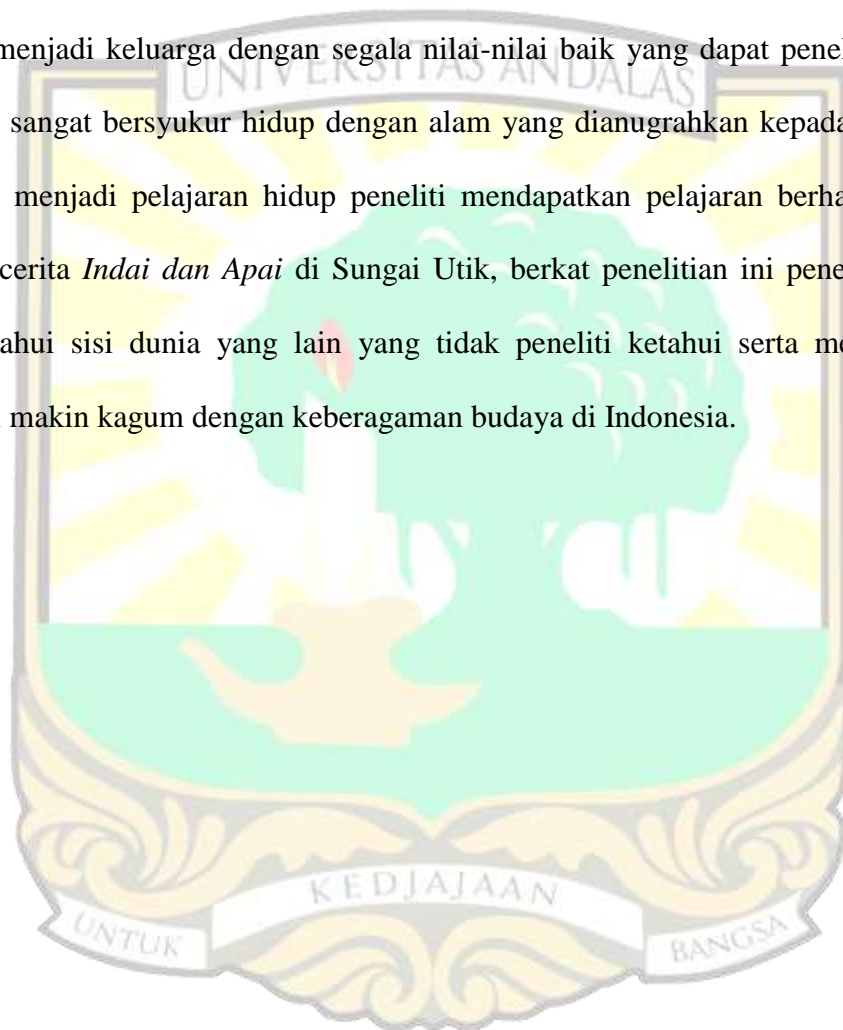 menjadi keluarga dengan segala nilai-nilai baik yang dapat pene
sangat bersyukur hidup dengan alam yang dianugrahkan kepada
menjadi pelajaran hidup peneliti mendapatkan pelajaran berha
cerita Indai dan Apai di Sungai Utik, berkat penelitian ini pene
ahui sisi dunia yang lain yang tidak peneliti ketahui serta me
makin kagum dengan keberagaman budaya di Indonesia.
UNIVERSITAS ANDALAS
KEDJAJAAN
UNTUK BANGSA